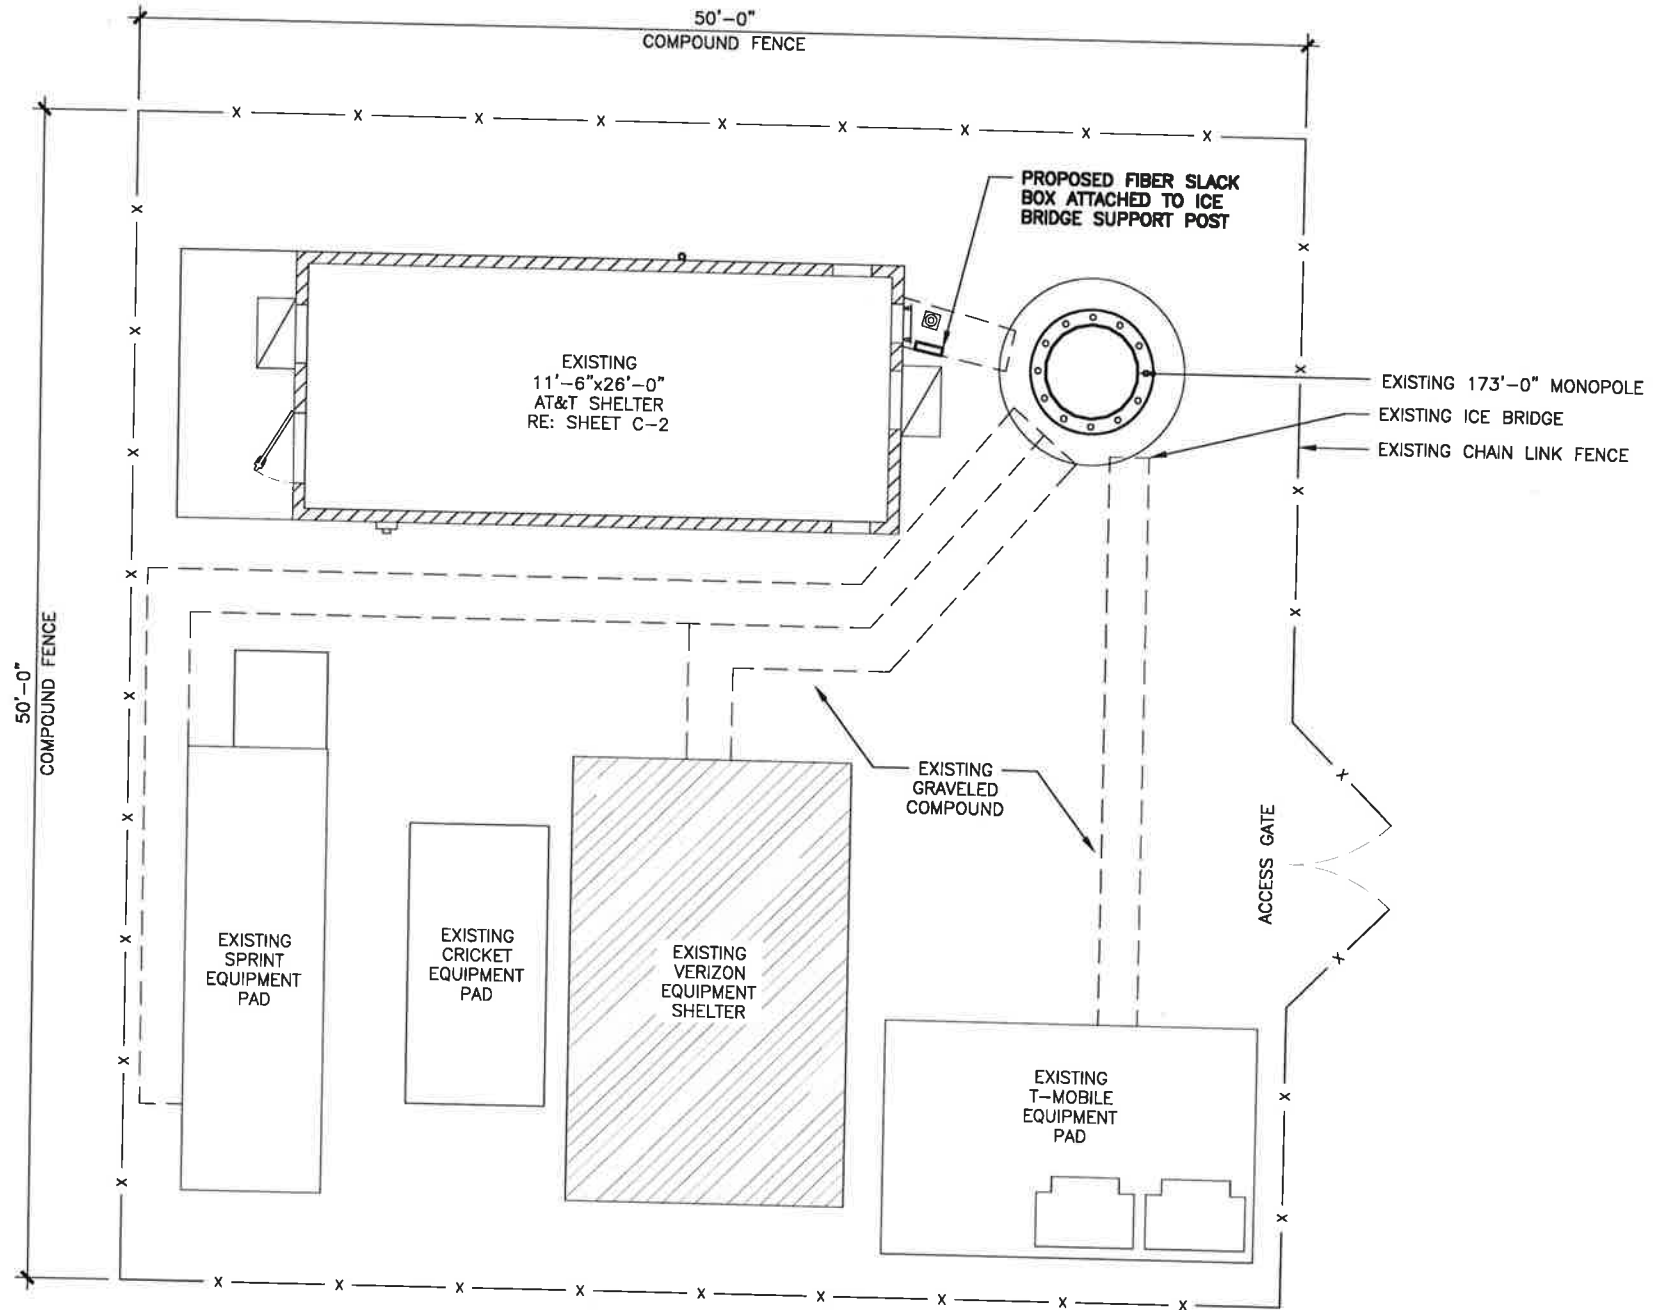 50'-0"
COMPOUND FENCE
PROPOSED FIBER SLACK
BOX ATTACHED TO ICE
BRIDGE SUPPORT POST
EXISTING
11'-6"x26'-0"
AT&T SHELTER
RE: SHEET C-2
EXISTING 173'-0" MONOPOLE
EXISTING ICE BRIDGE
EXISTING CHAIN LINK FENCE
50'-0"
COMPOUND FENCE
EXISTING
GRAVELED
COMPOUND
ACCESS GATE
EXISTING
SPRINT
EQUIPMENT
PAD
EXISTING
CRICKET
EQUIPMENT
PAD
EXISTING
VERIZON
EQUIPMENT
SHELTER
EXISTING
T-MOBILE
EQUIPMENT
PAD